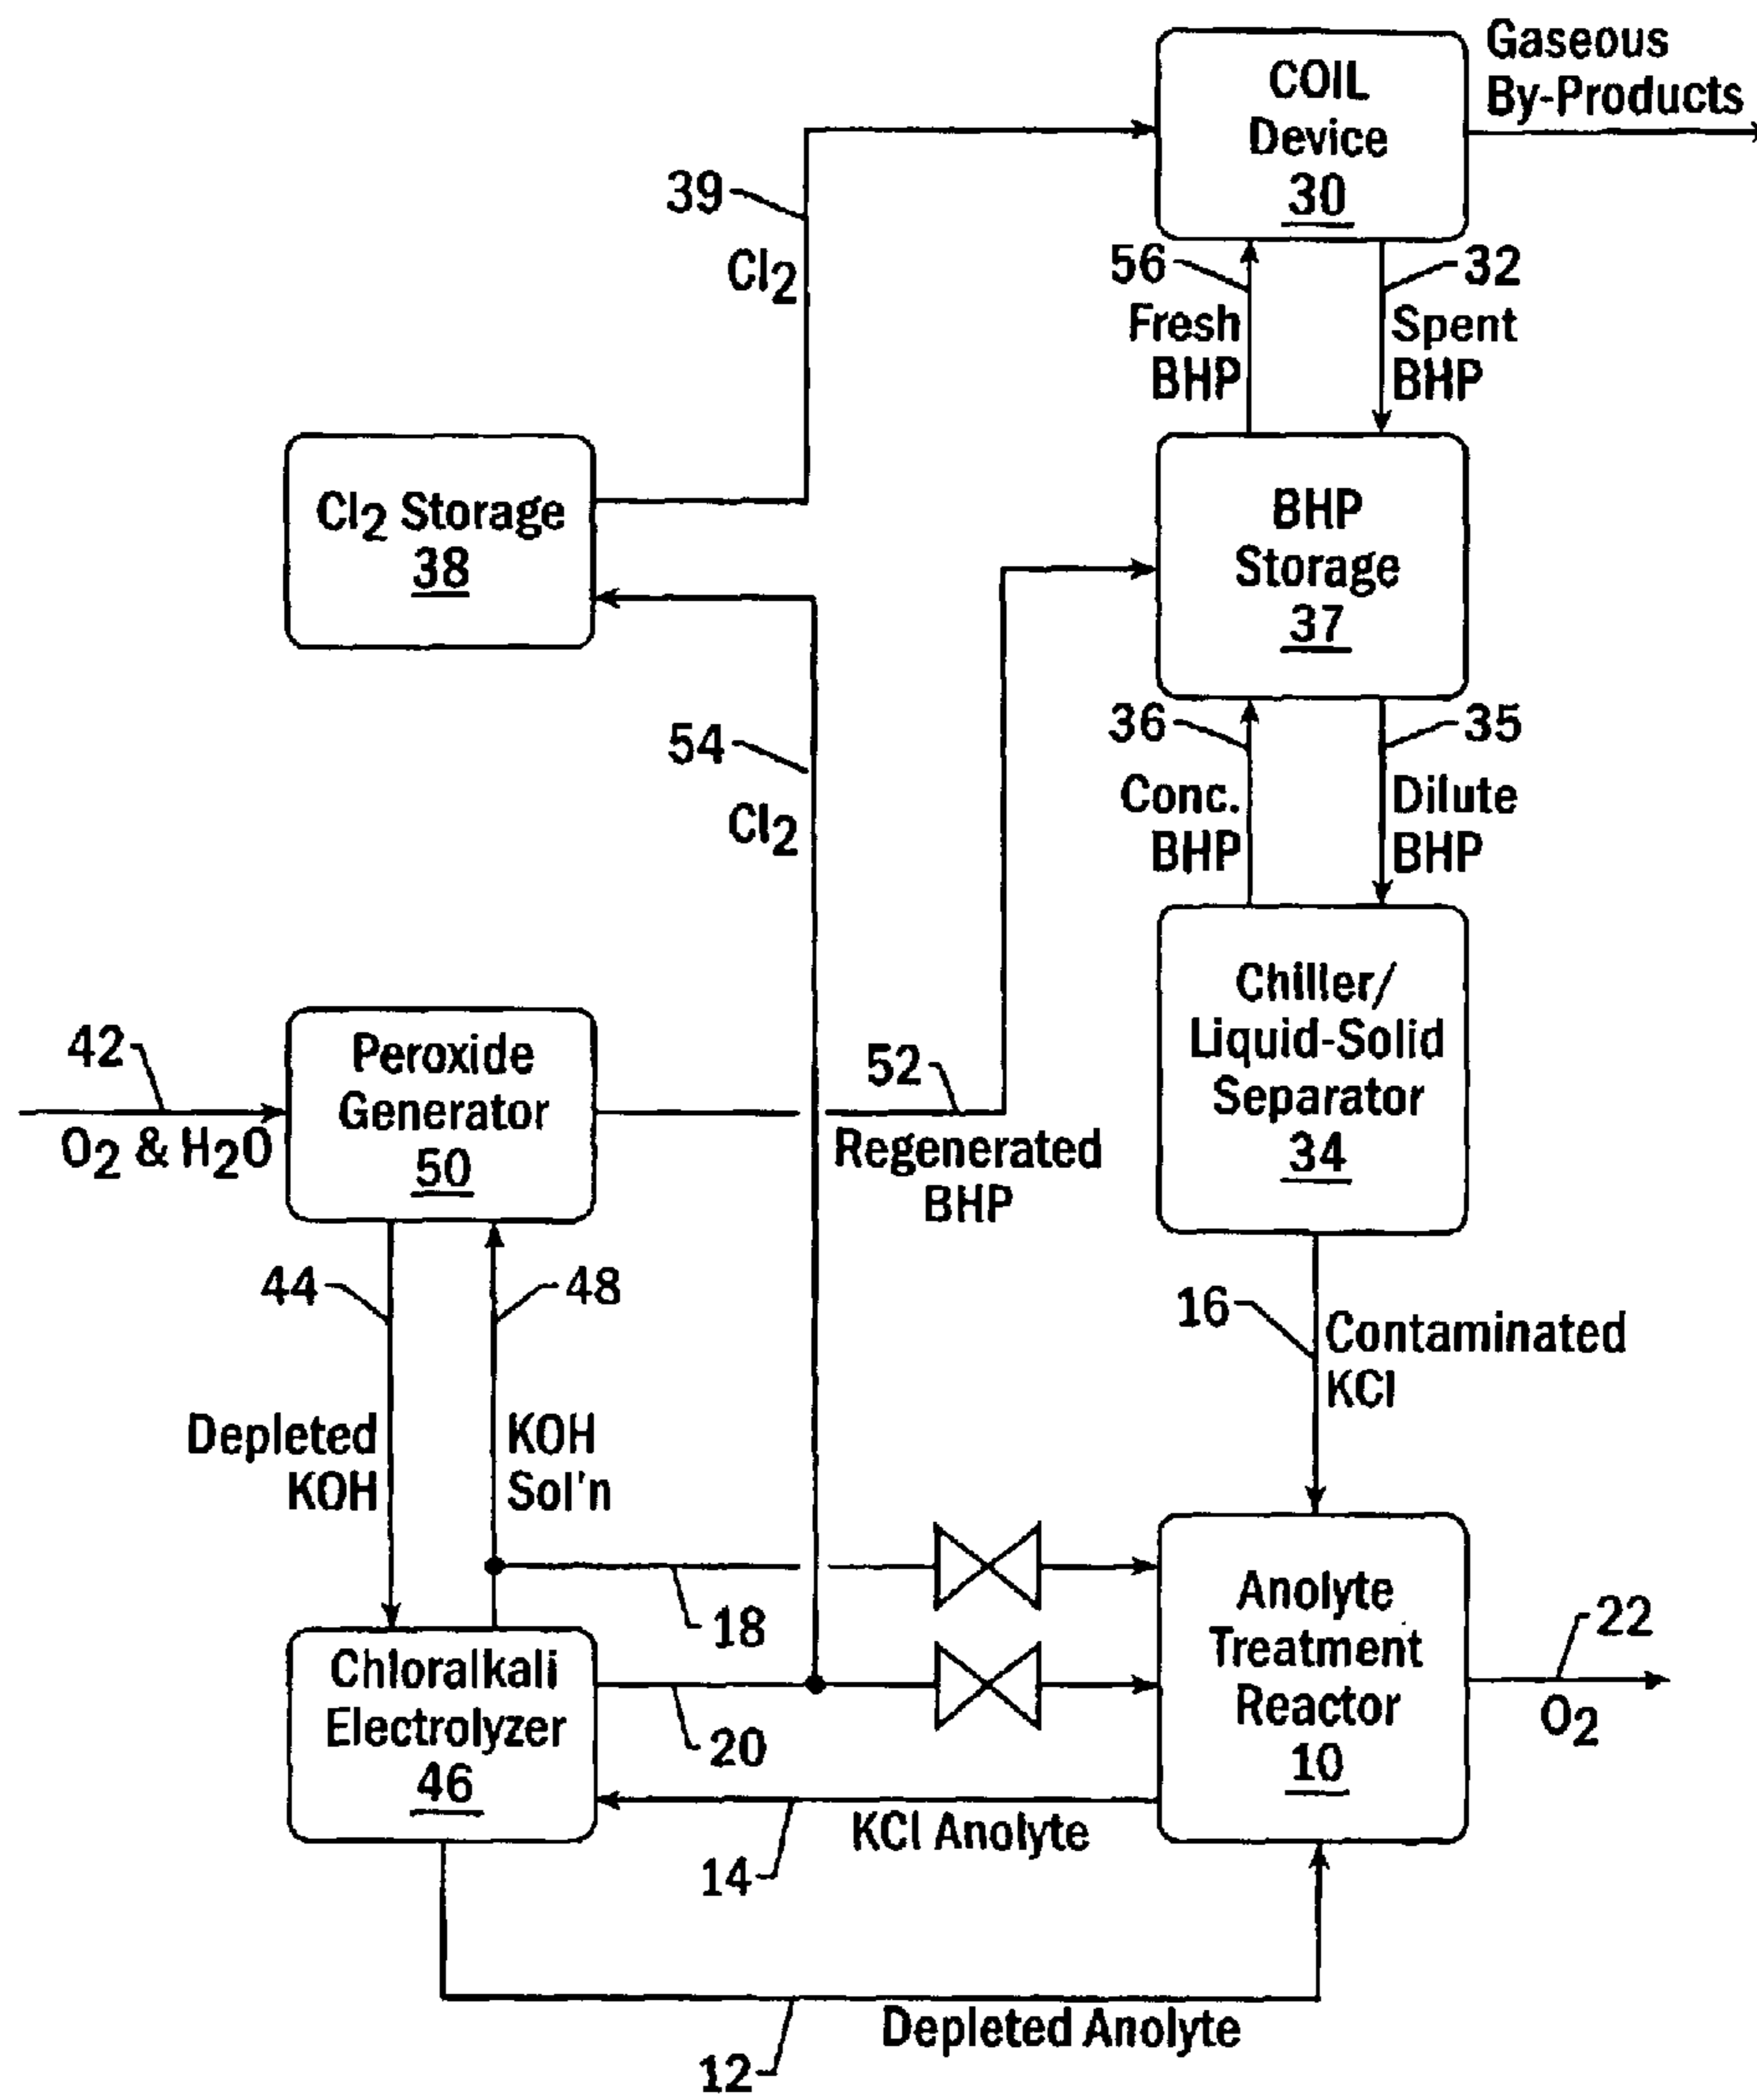 Gaseous
By-Products
COIL
Device
30
39
Cl2
56
Fresh
BHP
32
Spent
BHP
Cl2 Storage
38
BHP
Storage
37
54
Cl2
36
Conc.
BHP
35
Dilute
BHP
Chiller/
Liquid-Solid
Separator
34
42
O2 & H2O
Peroxide
Generator
50
52
Regenerated
BHP
44
48
16
Contaminated
KCl
Depleted
KOH
KOH
Sol'n
18
Anolyte
Treatment
Reactor
10
22
O2
Chloralkali
Electrolyzer
46
20
KCl Anolyte
14
Depleted Anolyte
12